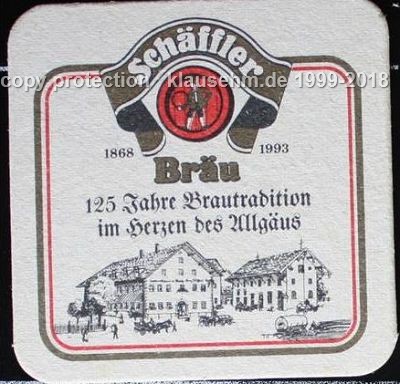 Schäffler
copy protection klausehm.de 1999-2018
1868 1993
Bräu
125 Jahre Brautradition
im Herzen des Allgäus